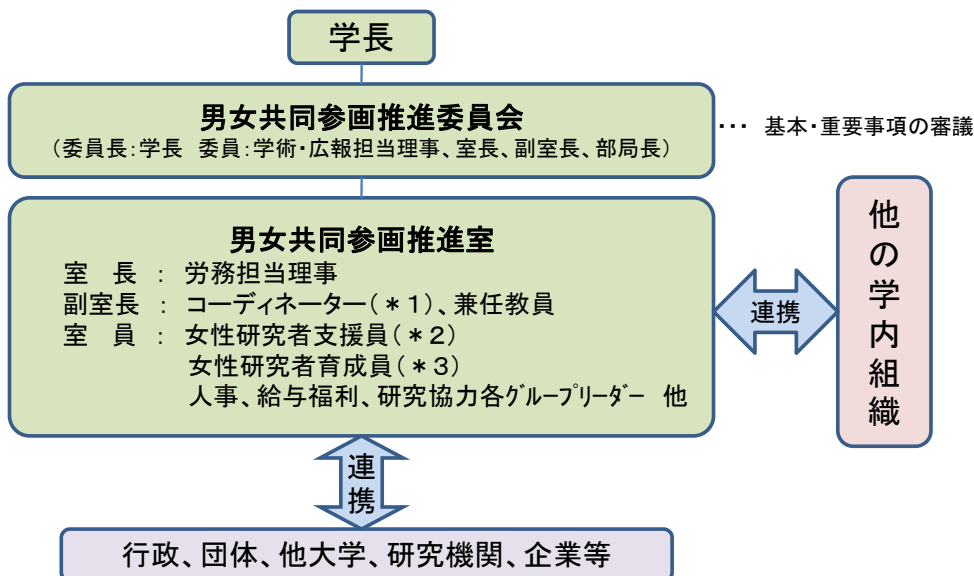 学長
男女共同参画推進委員会
(委員長:学長 委員:学術・広報担当理事、室長、副室長、部局長)
・・・ 基本・重要事項の審議
男女共同参画推進室
室 長 : 労務担当理事
副室長 : コーディネーター(*1)、兼任教員
室 員 : 女性研究者支援員(*2)
女性研究者育成員(*3)
人事、給与福利、研究協力各グループリーダー 他
連携
他の学内組織
連携
行政、団体、他大学、研究機関、企業等